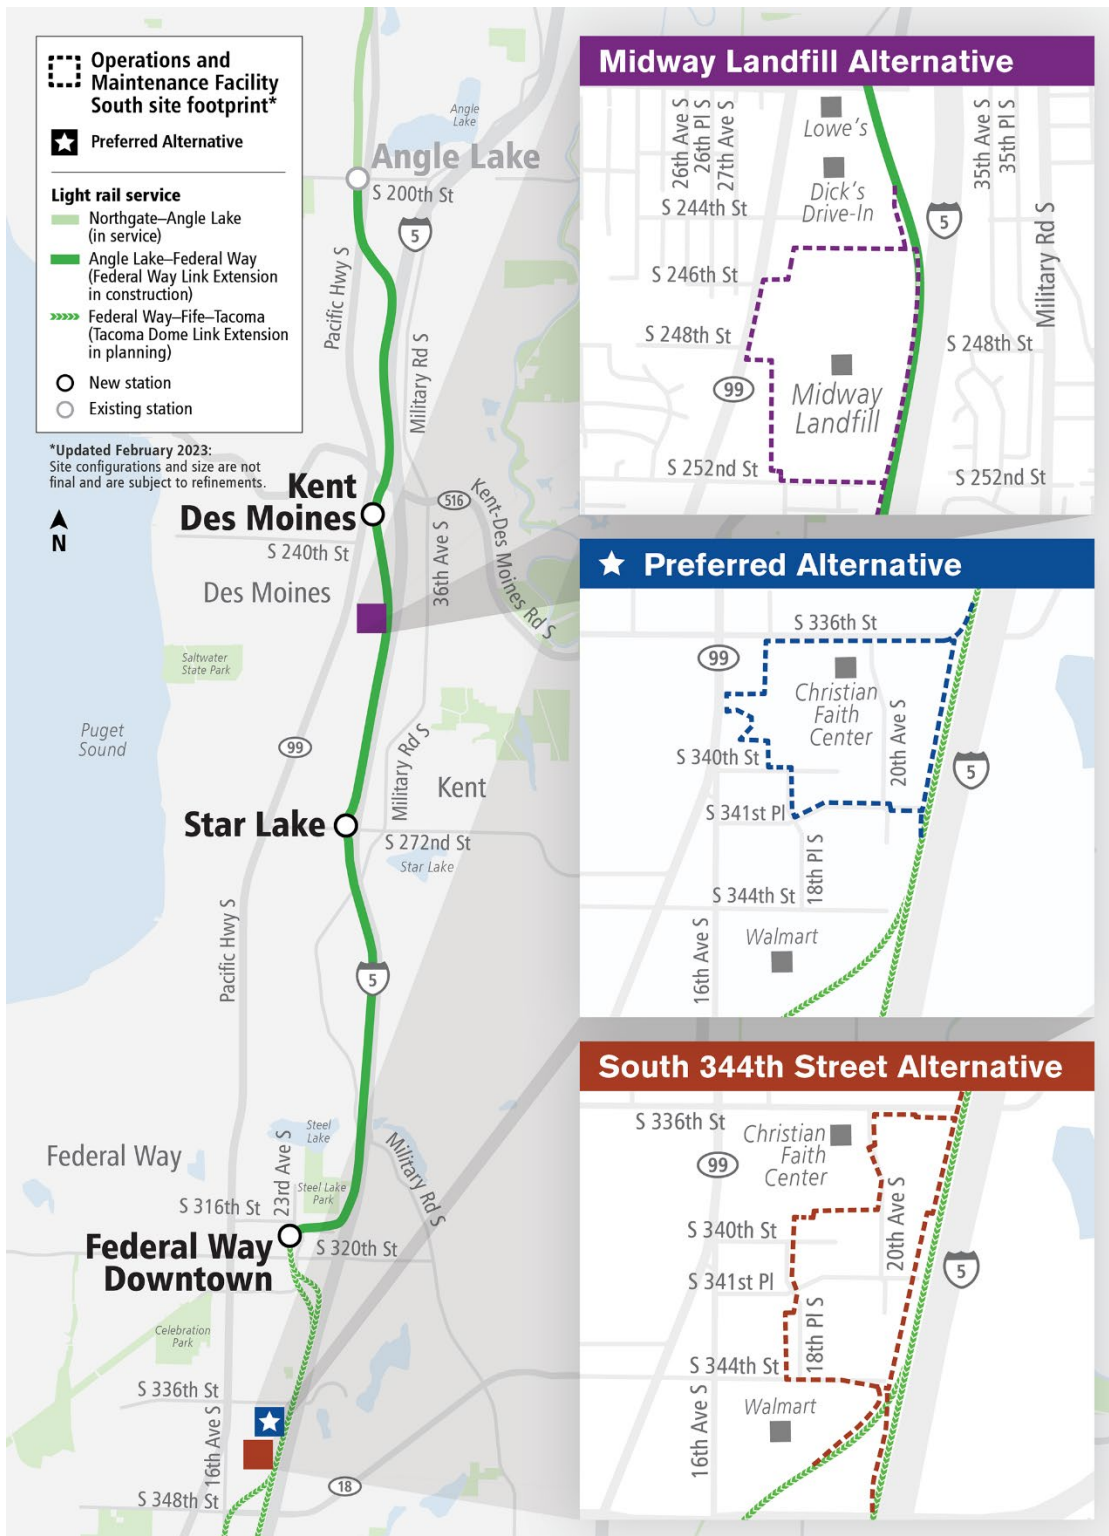 Operations and
Maintenance Facility
South site footprint*
Preferred Alternative
Light rail service
Northgate–Angle Lake
(in service)
Angle Lake–Federal Way
(Federal Way Link Extension
in construction)
Federal Way–Fife–Tacoma
(Tacoma Dome Link Extension
in planning)
New station
Existing station
*Updated February 2023:
Site configurations and size are not
final and are subject to refinements.
N
Angle
Lake
Angle Lake
S 200th St
5
Pacific Hwy S
Military Rd S
Kent
Des Moines
516
Kent-Des Moines Rd S
S 240th St
36th Ave S
Des Moines
Saltwater
State Park
Puget
Sound
99
Military Rd S
Kent
Star Lake
S 272nd St
Star Lake
Pacific Hwy S
5
Steel
Lake
Federal Way
23rd Ave S
Military Rd S
Steel Lake
Park
S 316th St
Federal Way
Downtown
S 320th St
Celebration
Park
S 336th St
16th Ave S
18
S 348th St
Midway Landfill Alternative
26th Ave S
26th Pl S
27th Ave S
Lowe's
35th Ave S
35th Pl S
Dick's
Drive-In
S 244th St
5
Military Rd S
S 246th St
S 248th St
S 248th St
99
Midway
Landfill
S 252nd St
S 252nd St
Preferred Alternative
S 336th St
99
Christian
Faith
Center
20th Ave S
S 340th St
5
S 341st Pl
18th Pl S
S 344th St
16th Ave S
Walmart
South 344th Street Alternative
S 336th St
Christian
Faith
Center
99
20th Ave S
S 340th St
5
S 341st Pl
18th Pl S
S 344th St
16th Ave S
Walmart